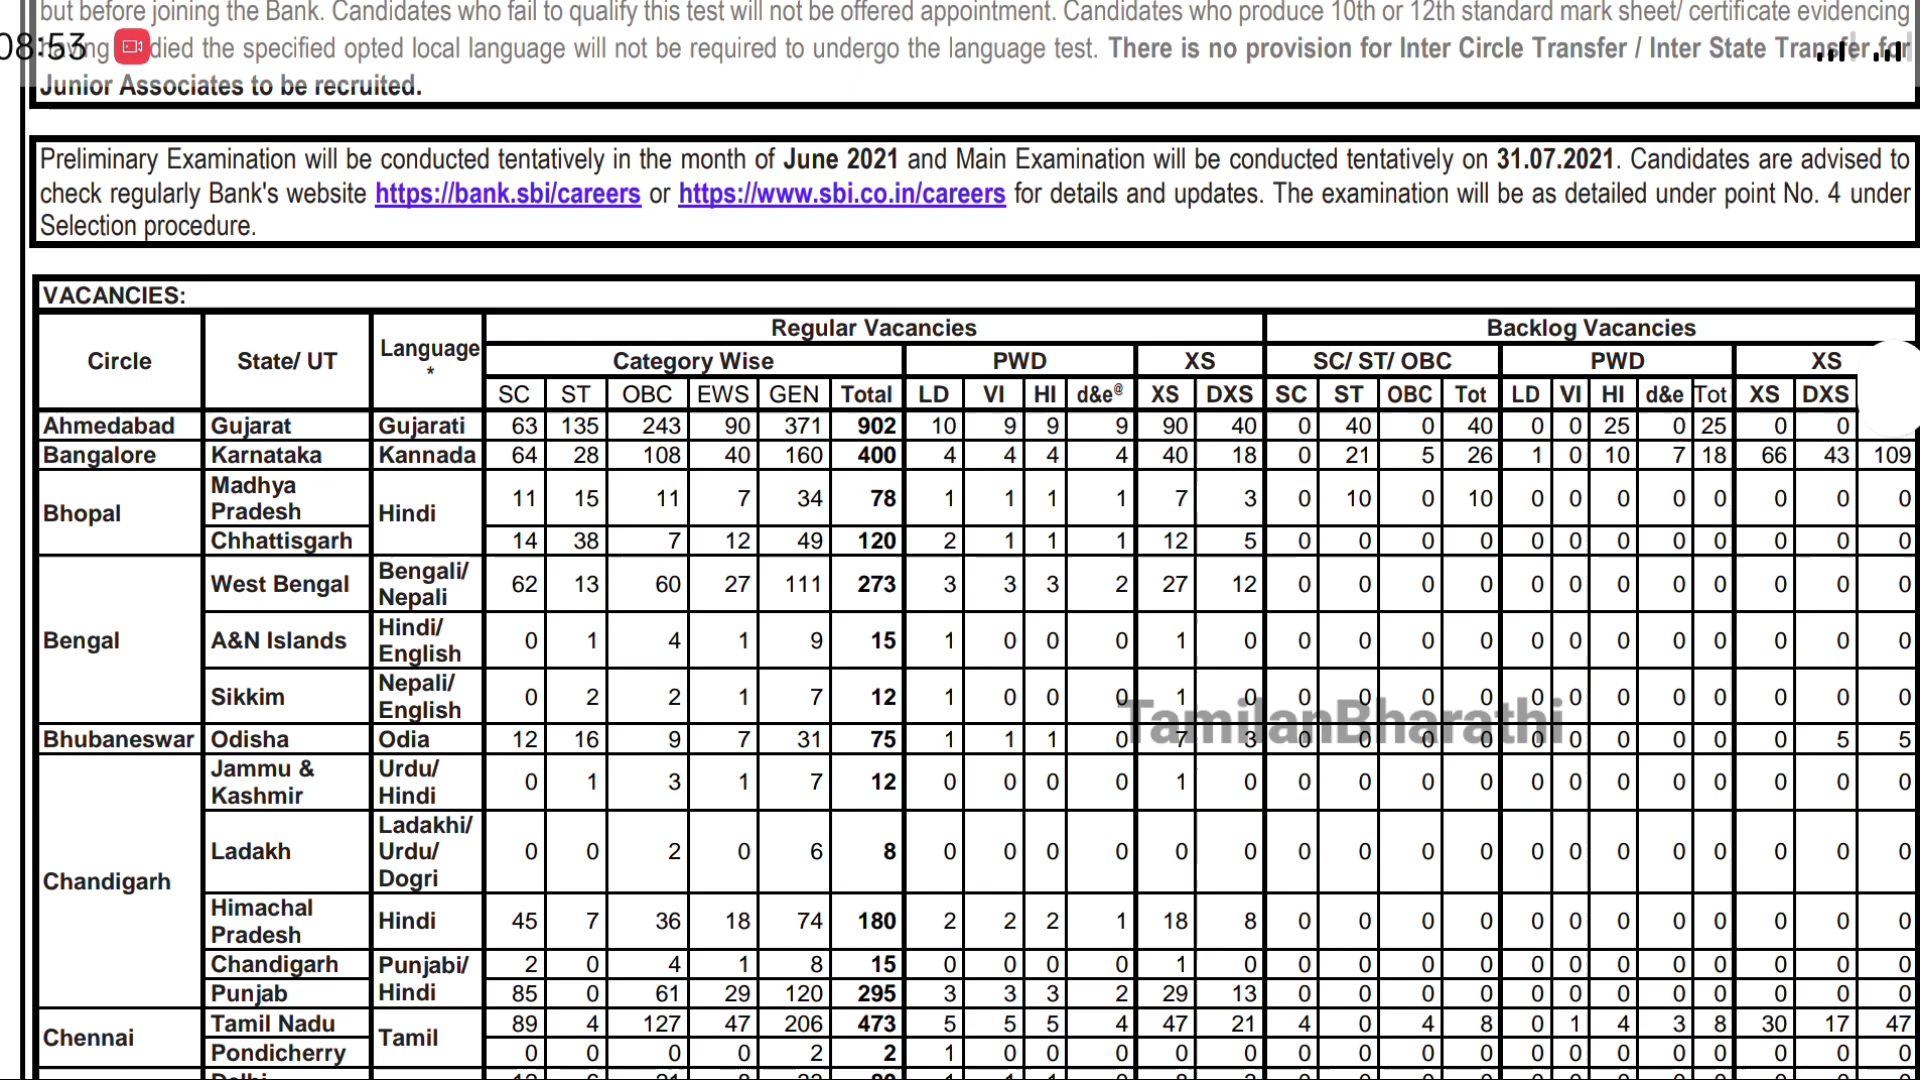 but before joining the Bank. Candidates who fail to qualify this test will not be offered appointment. Candidates who produce 10th or 12th standard mark sheet/ certificate evidencing
08:53
died the specified opted local language will not be required to undergo the language test. There is no provision for Inter Circle Transfer / Inter State Transfer for
Junior Associates to be recruited.
Preliminary Examination will be conducted tentatively in the month of June 2021 and Main Examination will be conducted tentatively on 31.07.2021. Candidates are advised to
check regularly Bank's website https://bank.sbi/careers or https://www.sbi.co.in/careers for details and updates. The examination will be as detailed under point No. 4 under
Selection procedure.
VACANCIES:
Circle State/ UT Language * Regular Vacancies Backlog Vacancies
Category Wise PWD XS SC/ ST/ OBC PWD XS
SC ST OBC EWS GEN Total LD VI HI d&e@ XS DXS SC ST OBC Tot LD VI HI d&e Tot XS DXS
Ahmedabad Gujarat Gujarati 63 135 243 90 371 902 10 9 9 9 90 40 0 40 0 40 0 0 25 0 25 0 0
Bangalore Karnataka Kannada 64 28 108 40 160 400 4 4 4 4 40 18 0 21 5 26 1 0 10 7 18 66 43 109
Bhopal Madhya Pradesh Hindi 11 15 11 7 34 78 1 1 1 1 7 3 0 10 0 10 0 0 0 0 0 0 0 0
Chhattisgarh 14 38 7 12 49 120 2 1 1 1 12 5 0 0 0 0 0 0 0 0 0 0 0 0
Bengal West Bengal Bengali/ Nepali 62 13 60 27 111 273 3 3 3 2 27 12 0 0 0 0 0 0 0 0 0 0 0 0
A&N Islands Hindi/ English 0 1 4 1 9 15 1 0 0 0 1 0 0 0 0 0 0 0 0 0 0 0 0 0
Sikkim Nepali/ English 0 2 2 1 7 12 1 0 0 0 1 0 0 0 0 0 0 0 0 0 0 0 0 0
TamilanBharathi
Bhubaneswar Odisha Odia 12 16 9 7 31 75 1 1 1 0 7 3 0 0 0 0 0 0 0 0 0 0 5 5
Chandigarh Jammu & Kashmir Urdu/ Hindi 0 1 3 1 7 12 0 0 0 0 1 0 0 0 0 0 0 0 0 0 0 0 0 0
Ladakh Ladakhi/ Urdu/ Dogri 0 0 2 0 6 8 0 0 0 0 0 0 0 0 0 0 0 0 0 0 0 0 0 0
Himachal Pradesh Hindi 45 7 36 18 74 180 2 2 2 1 18 8 0 0 0 0 0 0 0 0 0 0 0 0
Chandigarh Punjabi/ Hindi 2 0 4 1 8 15 0 0 0 0 1 0 0 0 0 0 0 0 0 0 0 0 0 0
Punjab 85 0 61 29 120 295 3 3 3 2 29 13 0 0 0 0 0 0 0 0 0 0 0 0
Chennai Tamil Nadu Tamil 89 4 127 47 206 473 5 5 5 4 47 21 4 0 4 8 0 1 4 3 8 30 17 47
Pondicherry 0 0 0 0 2 2 1 0 0 0 0 0 0 0 0 0 0 0 0 0 0 0 0 0
Delhi